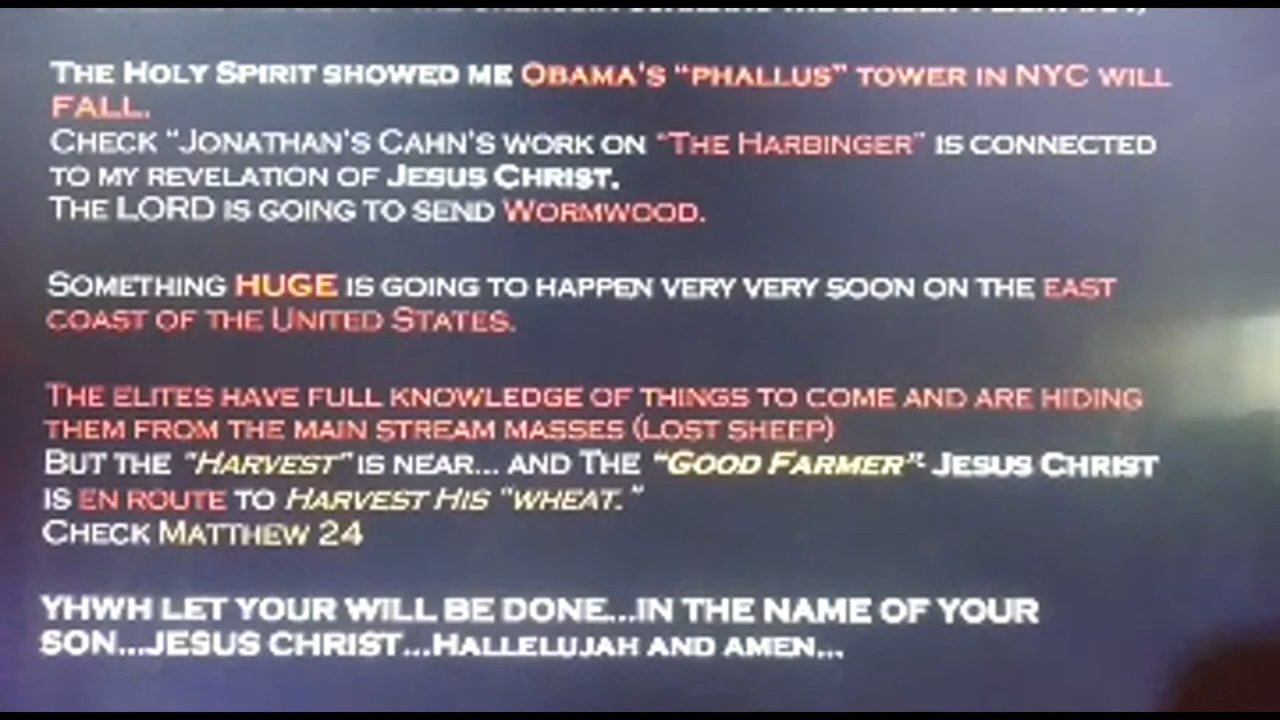 THE HOLY SPIRIT SHOWED ME OBAMA'S "PHALLUS" TOWER IN NYC WILL
FALL.
CHECK "JONATHAN'S CAHN'S WORK ON "THE HARBINGER" IS CONNECTED
TO MY REVELATION OF JESUS CHRIST.
THE LORD IS GOING TO SEND WORMWOOD.
SOMETHING HUGE IS GOING TO HAPPEN VERY VERY SOON ON THE EAST
COAST OF THE UNITED STATES.
THE ELITES HAVE FULL KNOWLEDGE OF THINGS TO COME AND ARE HIDING
THEM FROM THE MAIN STREAM MASSES (LOST SHEEP)
BUT THE "HARVEST" IS NEAR... AND THE "GOOD FARMER"- JESUS CHRIST
IS EN ROUTE TO HARVEST HIS "WHEAT."
CHECK MATTHEW 24
YHWH LET YOUR WILL BE DONE...IN THE NAME OF YOUR
SON...JESUS CHRIST...HALLELUJAH AND AMEN...